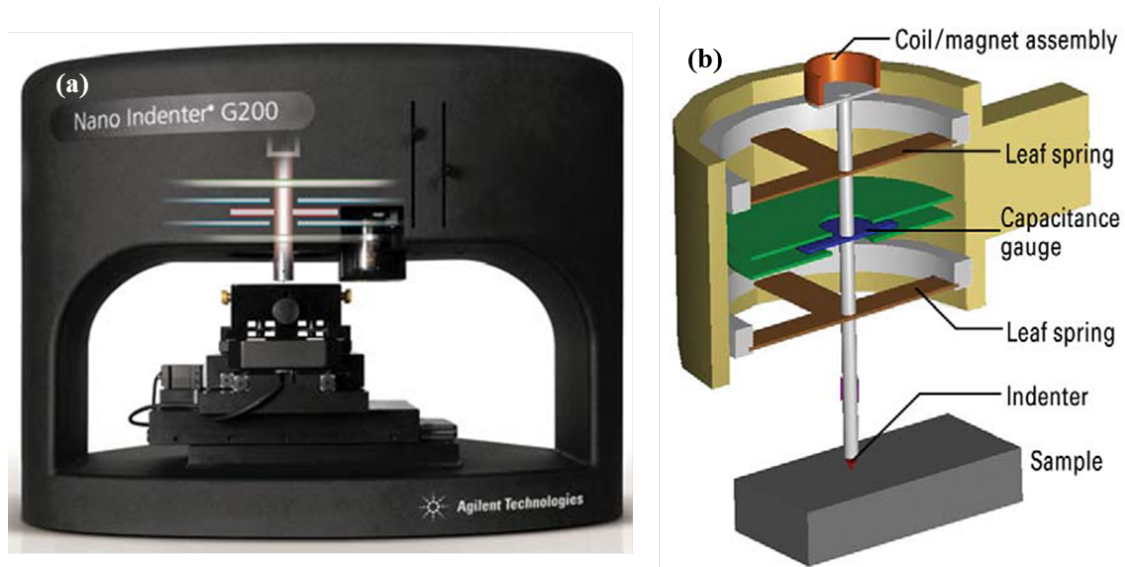 (a)
Nano Indenter® G200
Agilent Technologies
(b)
Coil/magnet assembly
Leaf spring
Capacitance
gauge
Leaf spring
Indenter
Sample